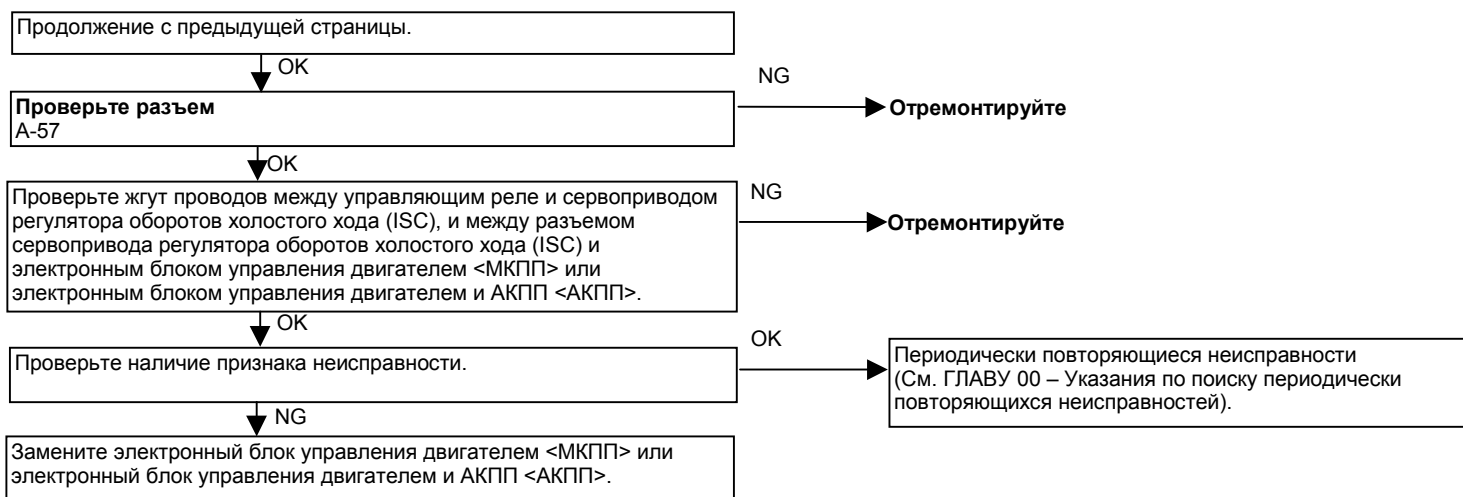 Продолжение с предыдущей страницы.
OK
NG
Проверьте разъем
А-57
Отремонтируйте
OK
Проверьте жгут проводов между управляющим реле и сервоприводом
регулятора оборотов холостого хода (ISC), и между разъемом
сервопривода регулятора оборотов холостого хода (ISC) и
электронным блоком управления двигателем <МКПП> или
электронным блоком управления двигателем и АКПП <АКПП>.
NG
Отремонтируйте
OK
Проверьте наличие признака неисправности.
OK
Периодически повторяющиеся неисправности
(См. ГЛАВУ 00 – Указания по поиску периодически
повторяющихся неисправностей).
NG
Замените электронный блок управления двигателем <МКПП> или
электронный блок управления двигателем и АКПП <АКПП>.